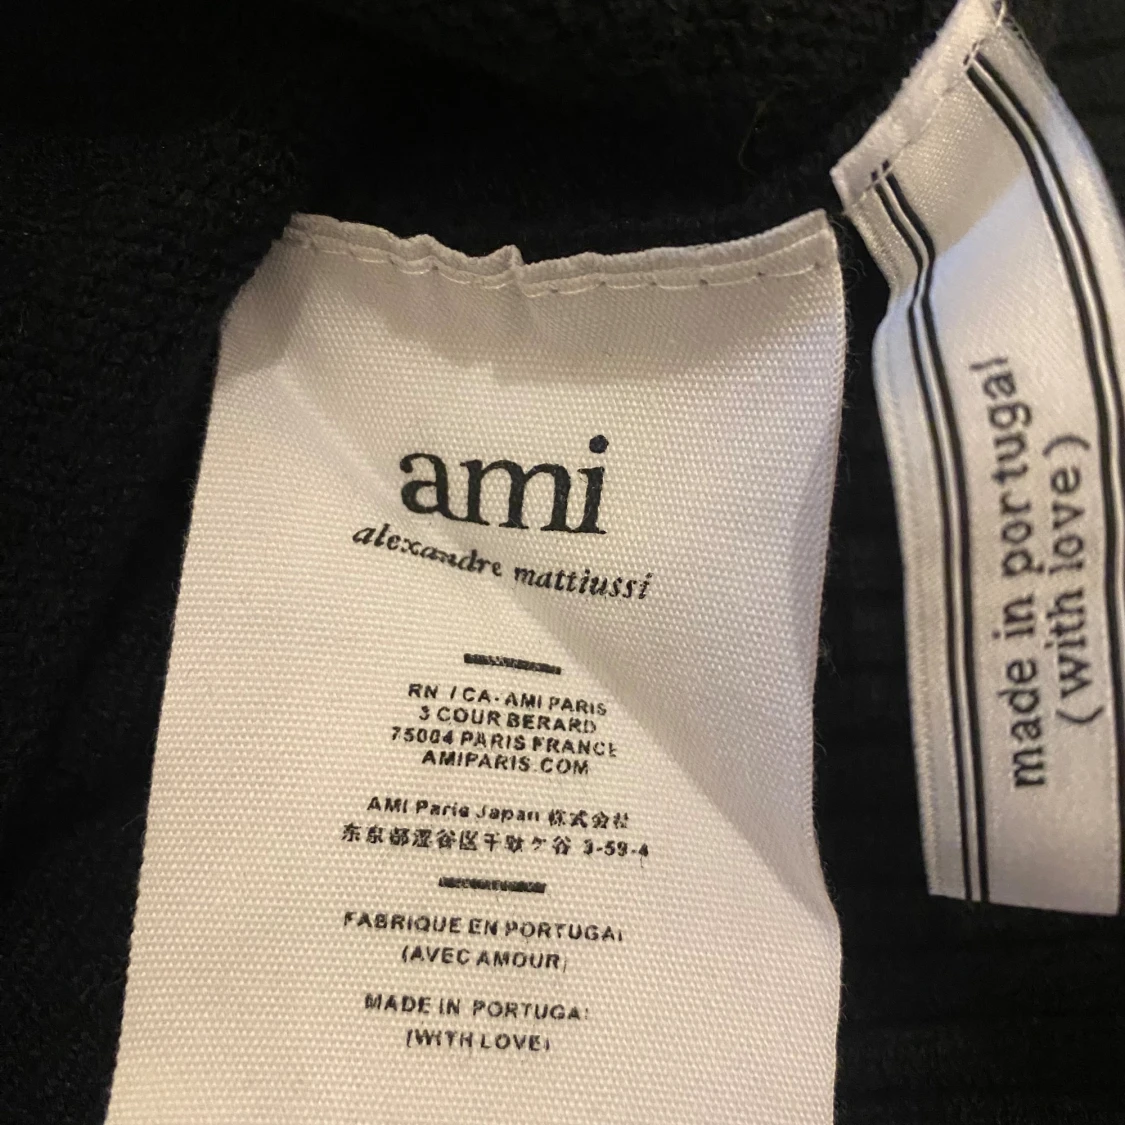 ami
alexandre mattiussi
RN / CA - AMI PARIS
3 COUR BERARD
75004 PARIS FRANCE
AMIPARIS.COM
AMI Paris Japan 株式会社
东京都涩谷区千駄ケ谷 3-59-4
FABRIQUE EN PORTUGAL
(AVEC AMOUR)
MADE IN PORTUGAL
(WITH LOVE)
made in portugal
(with love)